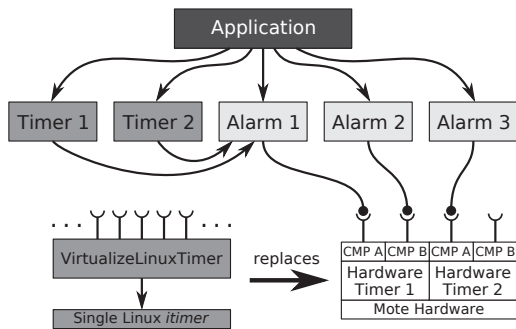 Application
Timer 1 Timer 2 Alarm 1 Alarm 2 Alarm 3
. . . . . .
VirtualizeLinuxTimer replaces CMP A CMP B CMP A CMP B
Hardware Hardware
Timer 1 Timer 2
Single Linux itimer Mote Hardware